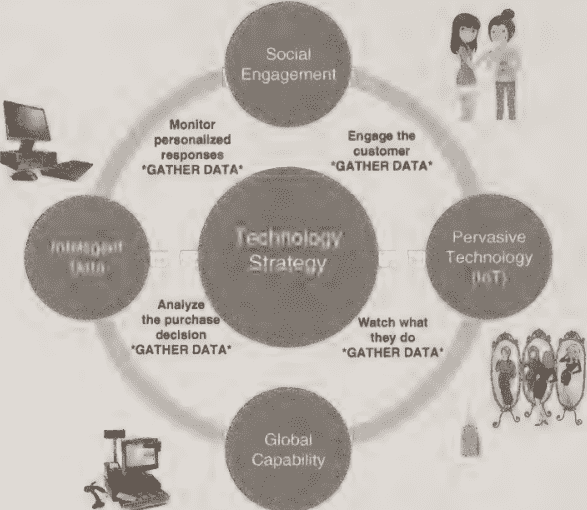 Social
Engagement
Monitor
personalized
responses
*GATHER DATA*
Engage the
customer
*GATHER DATA*
Technology
Strategy
Pervasive
Technology
(IoT)
Analyze
the purchase
decision
*GATHER DATA*
Watch what
they do
*GATHER DATA*
Global
Capability